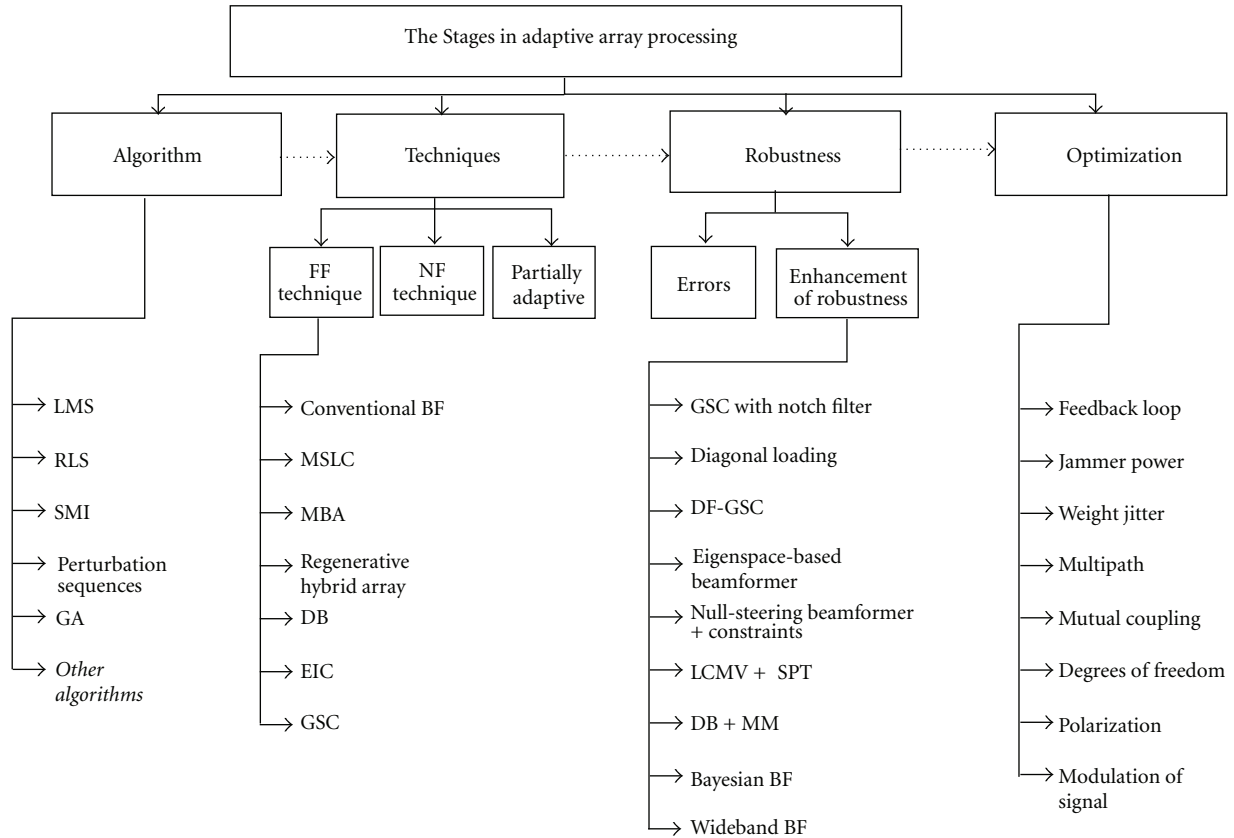 The Stages in adaptive array processing
Algorithm
Techniques
Robustness
Optimization
FF
technique
NF
technique
Partially
adaptive
Errors
Enhancement
of robustness
LMS
RLS
SMI
Perturbation
sequences
GA
Other
algorithms
Conventional BF
MSLC
MBA
Regenerative
hybrid array
DB
EIC
GSC
GSC with notch filter
Diagonal loading
DF-GSC
Eigenspace-based
beamformer
Null-steering beamformer
+ constraints
LCMV + SPT
DB + MM
Bayesian BF
Wideband BF
Feedback loop
Jammer power
Weight jitter
Multipath
Mutual coupling
Degrees of freedom
Polarization
Modulation of
signal